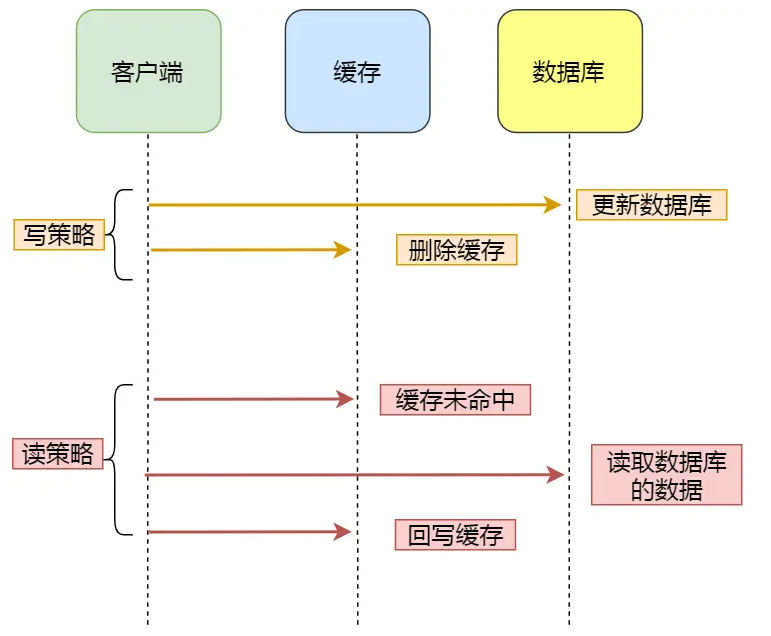 客户端
缓存
数据库
更新数据库
写策略
删除缓存
缓存未命中
读策略
读取数据库
的数据
回写缓存